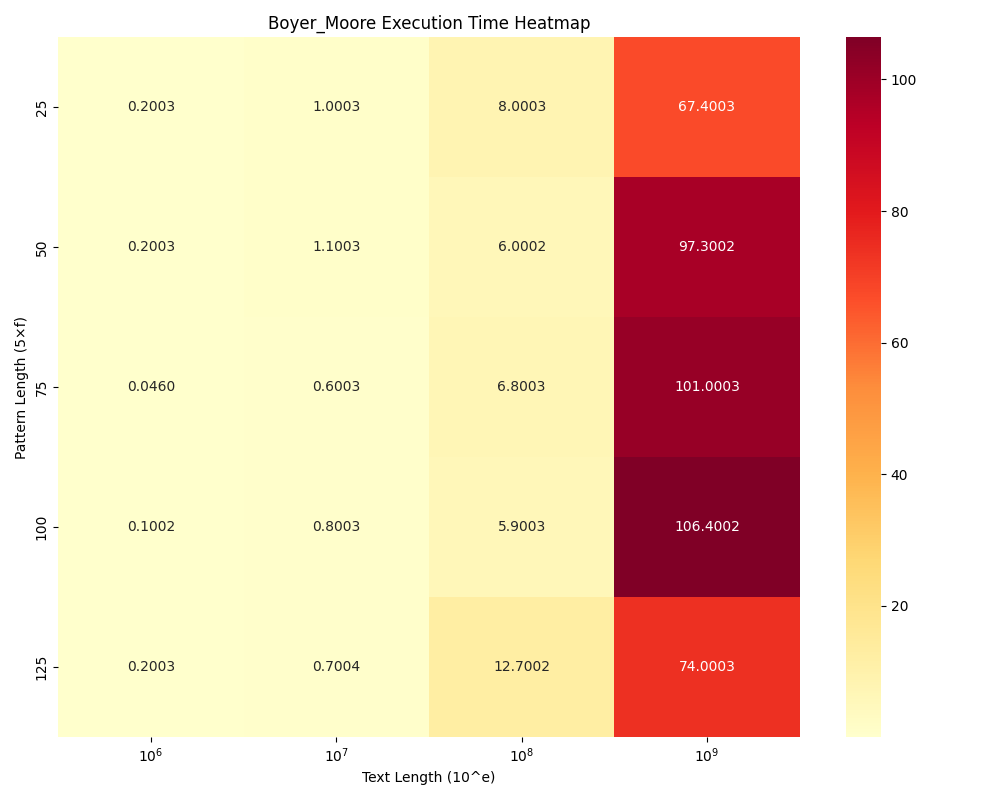 Boyer_Moore Execution Time Heatmap
Pattern Length (5×f)
25 0.2003 1.0003 8.0003 67.4003
50 0.2003 1.1003 6.0002 97.3002
75 0.0460 0.6003 6.8003 101.0003
100 0.1002 0.8003 5.9003 106.4002
125 0.2003 0.7004 12.7002 74.0003
10⁶ 10⁷ 10⁸ 10⁹
Text Length (10^e)
100
80
60
40
20